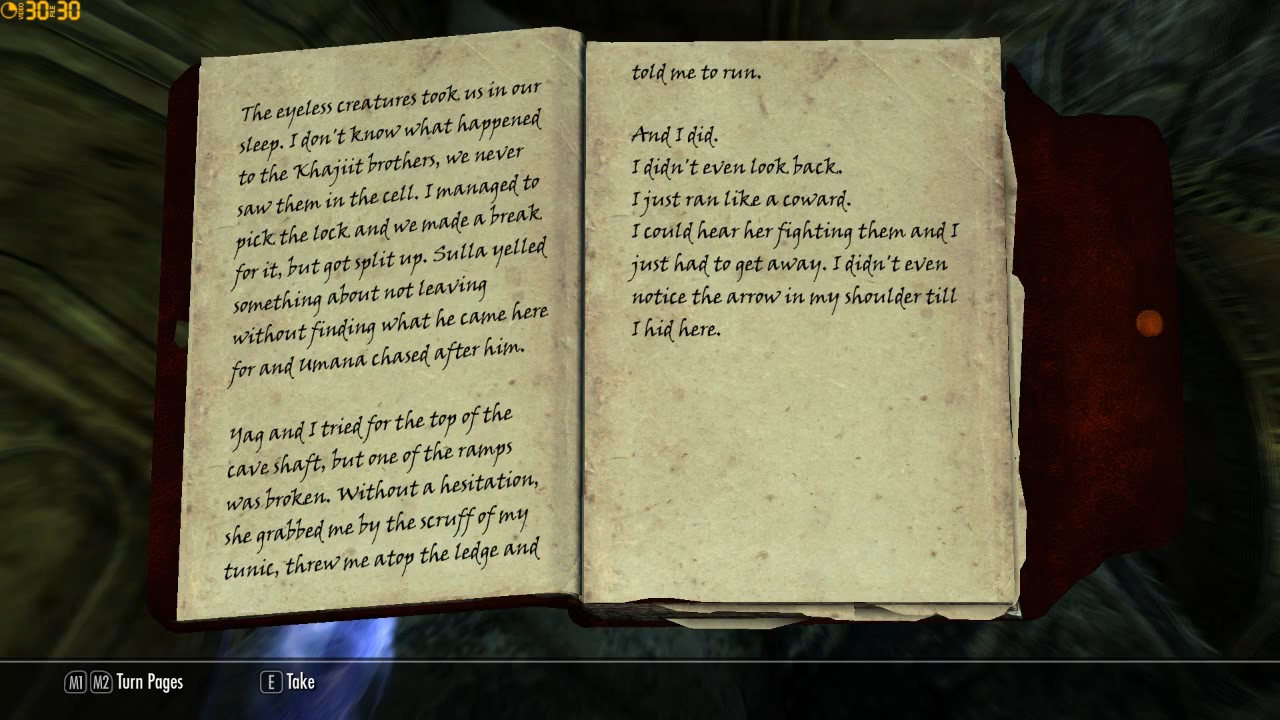 30 30
The eyeless creatures took us in our
sleep. I don't know what happened
to the Khajiit brothers, we never
saw them in the cell. I managed to
pick the lock and we made a break
for it, but got split up. Sulla yelled
something about not leaving
without finding what he came here
for and Umana chased after him.
Yag and I tried for the top of the
cave shaft, but one of the ramps
was broken. Without a hesitation,
she grabbed me by the scruff of my
tunic, threw me atop the ledge and
told me to run.
And I did.
I didn't even look back.
I just ran like a coward.
I could hear her fighting them and I
just had to get away. I didn't even
notice the arrow in my shoulder till
I hid here.
M1 M2 Turn Pages
E Take